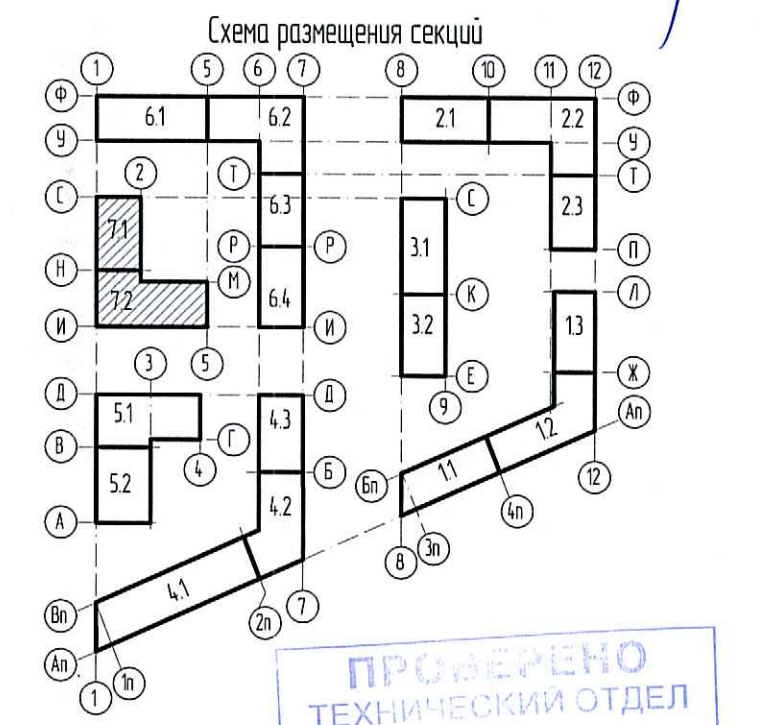 Схема размещения секций
1 5 6 7 8 10 11 12
Ф 6.1 6.2 2.1 2.2 Ф
У У
2 Т Т
С С
7.1 6.3 3.1 2.3
Р Р П
Н М К Л
7.2 6.4 3.2 1.3
И И
3 5 Е Ж
Д Д 9
5.1 4.3 Ап
В Г 1.2
4 Б Бп 1.1
5.2 4.2 4п 12
А
8 3п
4.1
Вп 2п 7
Ап
1 1п
ПРОВЕРЕНО
ТЕХНИЧЕСКИЙ ОТДЕЛ